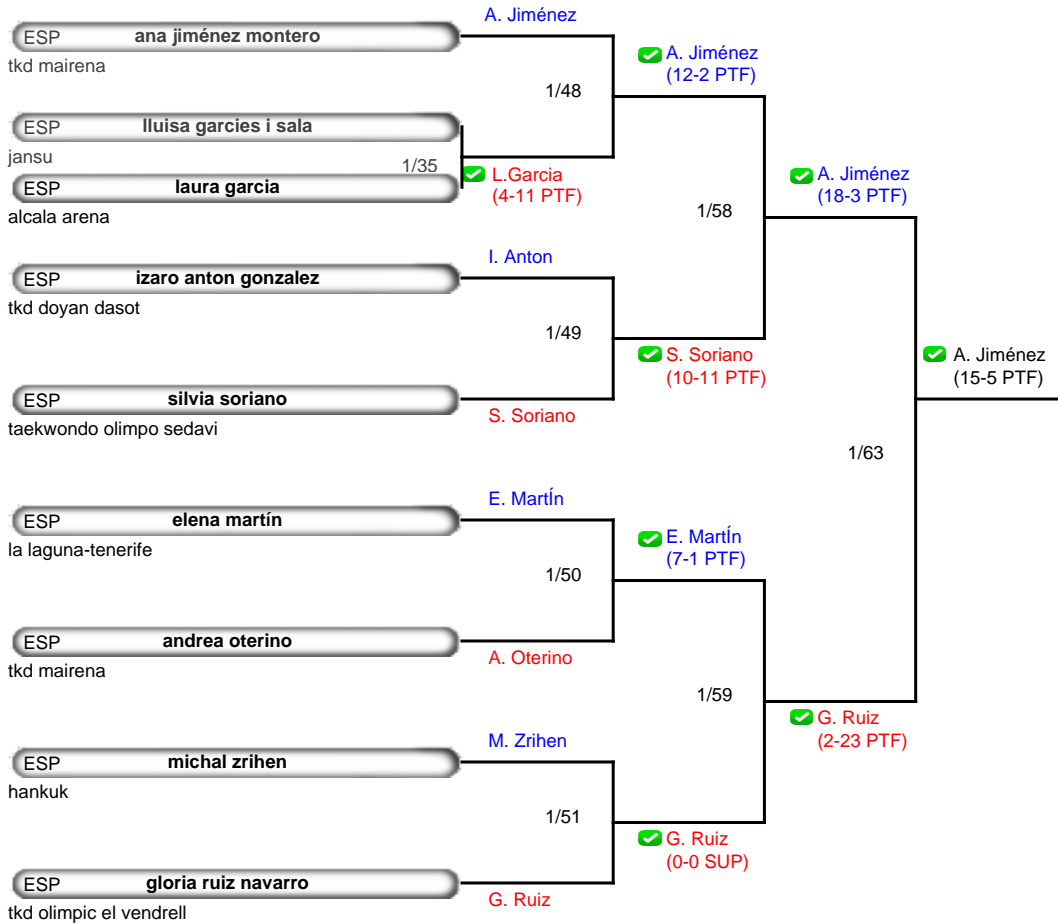 A. Jiménez
ESP ana jiménez montero
tkd mairena
A. Jiménez
(12-2 PTF)
1/48
ESP lluisa garcies i sala
jansu
1/35
L.Garcia
(4-11 PTF)
ESP laura garcia
alcala arena
A. Jiménez
(18-3 PTF)
1/58
I. Anton
ESP izaro anton gonzalez
tkd doyan dasot
1/49
S. Soriano
(10-11 PTF)
ESP silvia soriano
taekwondo olimpo sedavi
S. Soriano
A. Jiménez
(15-5 PTF)
1/63
E. MartÍn
ESP elena martín
la laguna-tenerife
E. MartÍn
(7-1 PTF)
1/50
ESP andrea oterino
tkd mairena
A. Oterino
1/59
G. Ruiz
(2-23 PTF)
M. Zrihen
ESP michal zrihen
hankuk
1/51
G. Ruiz
(0-0 SUP)
ESP gloria ruiz navarro
tkd olimpic el vendrell
G. Ruiz